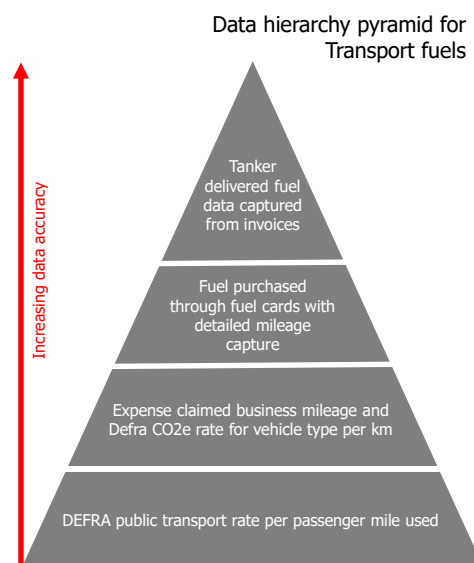 Data hierarchy pyramid for
Transport fuels
Increasing data accuracy
Tanker
delivered fuel
data captured
from invoices
Fuel purchased
through fuel cards with
detailed mileage
capture
Expense claimed business mileage and
Defra CO2e rate for vehicle type per km
DEFRA public transport rate per passenger mile used